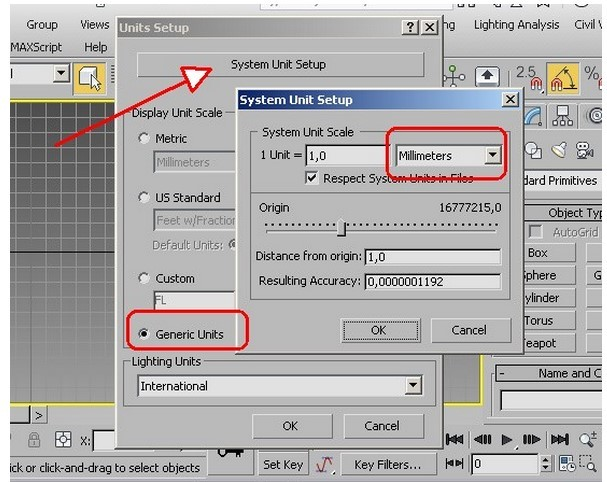 Group Views
Lighting Analysis
MAXScript Help
Units Setup
System Unit Setup
2.5
%
Display Unit Scale
Metric
Millimeters
US Standard
Default Units:
Custom
FL
Generic Units
Lighting Units
International
OK Cancel
System Unit Setup
System Unit Scale
1 Unit = 1,0 Millimeters
Respect System Units in Files
Origin 16777215,0
Distance from origin: 1,0
Resulting Accuracy: 0,0000001192
OK Cancel
dard Primitives
Object Typ
AutoGrid
Box
phere G
ylinder
Torus
eapot
- Name and C
>
X:
ick or click-and-drag to select objects
Set Key Key Filters... 0